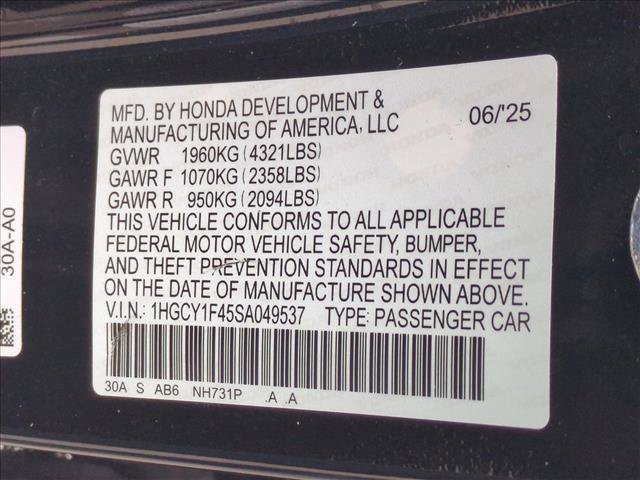 MFD. BY HONDA DEVELOPMENT &
MANUFACTURING OF AMERICA, LLC 06/'25
GVWR 1960KG (4321LBS)
GAWR F 1070KG (2358LBS)
GAWR R 950KG (2094LBS)
THIS VEHICLE CONFORMS TO ALL APPLICABLE
FEDERAL MOTOR VEHICLE SAFETY, BUMPER,
AND THEFT PREVENTION STANDARDS IN EFFECT
ON THE DATE OF MANUFACTURE SHOWN ABOVE.
V.I.N.: 1HGCY1F45SA049537 TYPE: PASSENGER CAR
30A S AB6 NH731P .A .A
30A-A0